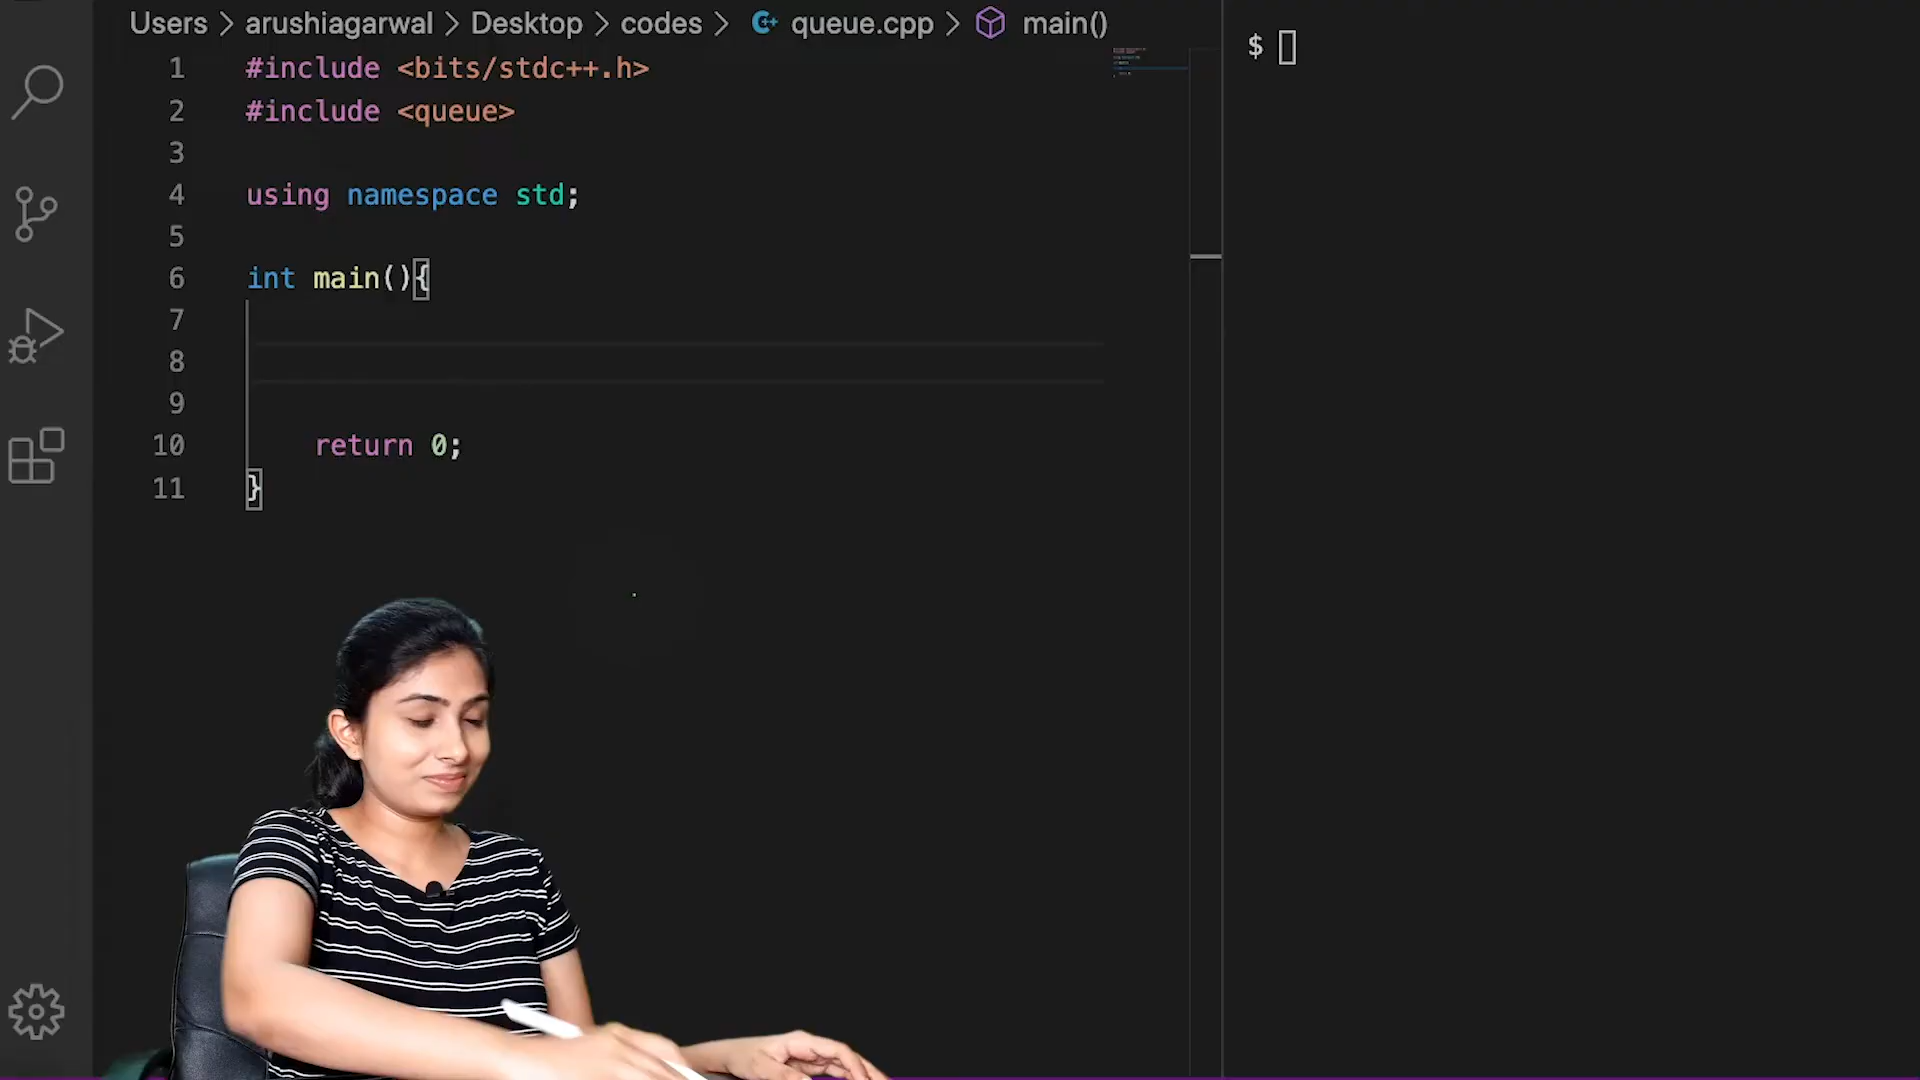 Users > arushiagarwal > Desktop > codes > queue.cpp > main()
1 #include <bits/stdc++.h>
2 #include <queue>
3
4 using namespace std;
5
6 int main(){
7
8
9
10 return 0;
11 }
$